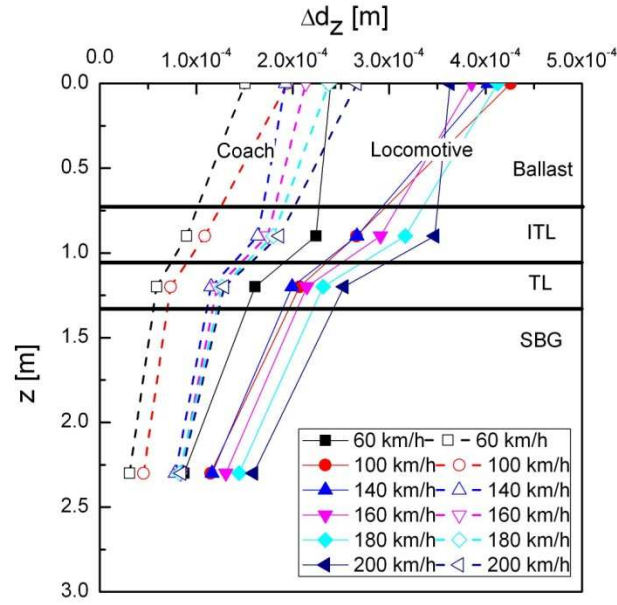 Δd_z [m]
0.0 1.0x10⁻⁴ 2.0x10⁻⁴ 3.0x10⁻⁴ 4.0x10⁻⁴ 5.0x10⁻⁴
0.0
Coach Locomotive
Ballast
0.5
ITL
1.0
TL
1.5
SBG
z [m]
2.0
2.5
3.0
60 km/h 60 km/h
100 km/h 100 km/h
140 km/h 140 km/h
160 km/h 160 km/h
180 km/h 180 km/h
200 km/h 200 km/h